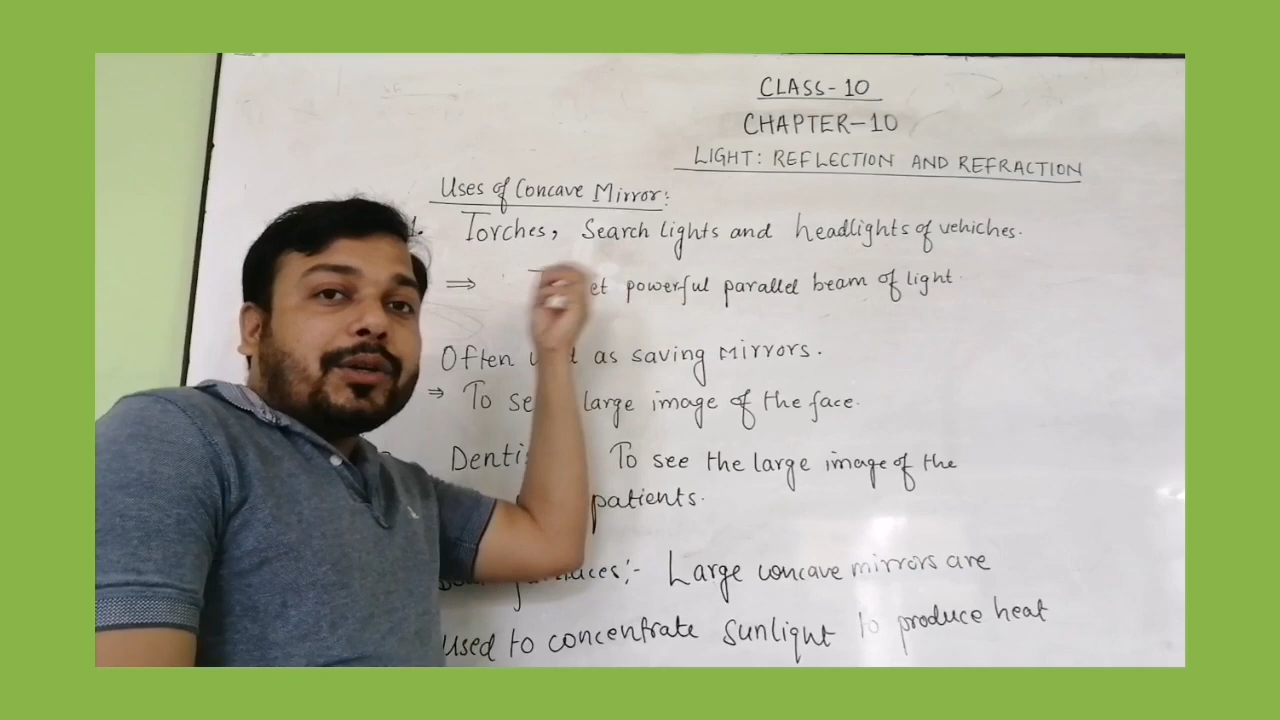 CLASS-10
CHAPTER-10
LIGHT: REFLECTION AND REFRACTION
Uses of Concave Mirror:
1. Torches, Search lights and headlights of vehiches.
⇒ et powerful parallel beam of light.
Often as saving Mirrors.
⇒ To large image of the face.
To see the large image of the
patients.
:- Large concave mirrors are
used to concentrate sunlight to produce heat